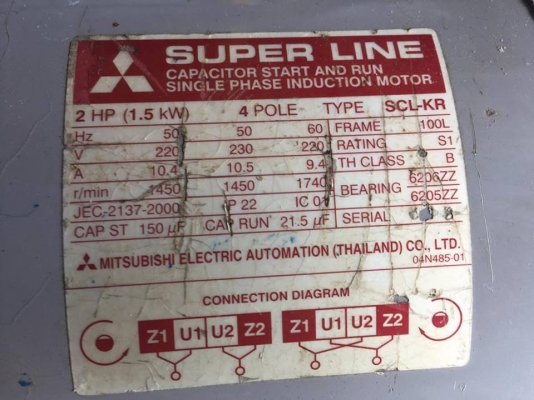 SUPER LINE
CAPACITOR START AND RUN
SINGLE PHASE INDUCTION MOTOR
2 HP (1.5 kW) 4 POLE TYPE SCL-KR
Hz 50 50 60 FRAME 100L
V 220 230 220 RATING S1
A 10.4 10.5 9.4 TH CLASS B
r/min 1450 1450 1740 BEARING 6206ZZ
JEC-2137-2000 IP 22 IC 01 6205ZZ
CAP ST 150 µF CAP RUN 21.5 µF SERIAL
MITSUBISHI ELECTRIC AUTOMATION (THAILAND) CO., LTD.
04N485-01
CONNECTION DIAGRAM
Z1 U1 U2 Z2 Z1 U1 U2 Z2